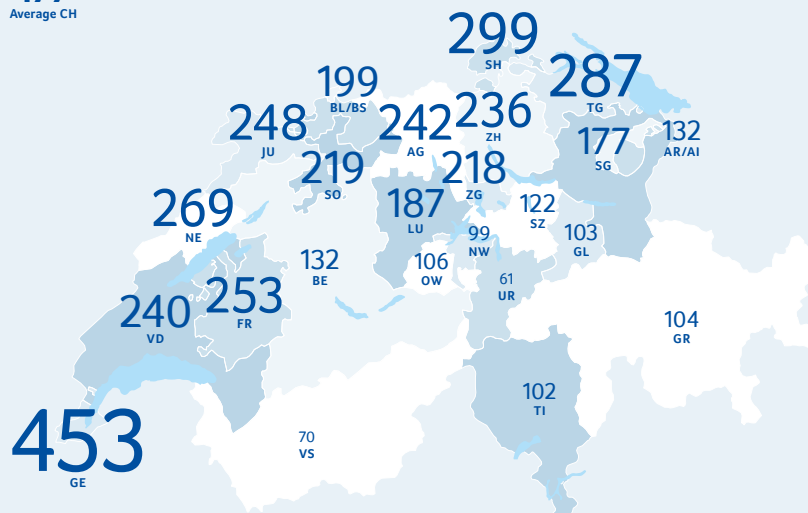 Average CH
299
SH
287
TG
199
BL/BS
248
JU
242
AG
236
ZH
177
SG
132
AR/AI
219
SO
218
ZG
187
LU
122
SZ
269
NE
99
NW
103
GL
132
BE
106
OW
61
UR
253
FR
240
VD
104
GR
102
TI
453
GE
70
VS